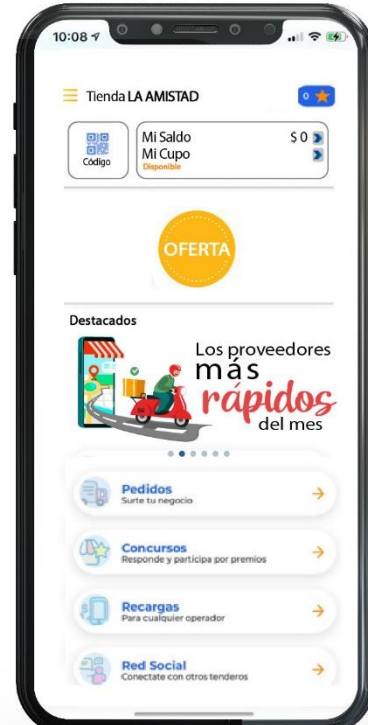 10:08
Tienda LA AMISTAD
0
Código
Mi Saldo $ 0
Mi Cupo
Disponible
OFERTA
Destacados
Los proveedores
más
rápidos
del mes
Pedidos
Surte tu negocio
Concursos
Responde y participa por premios
Recargas
Para cualquier operador
Red Social
Conectate con otros tenderos